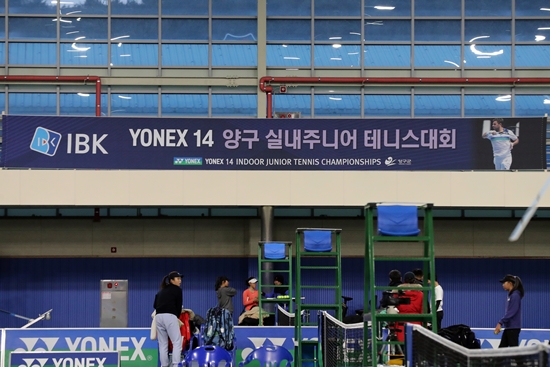 IBK
YONEX 14 양구 실내주니어 테니스대회
YONEX YONEX 14 INDOOR JUNIOR TENNIS CHAMPIONSHIPS
YONEX
YONEX